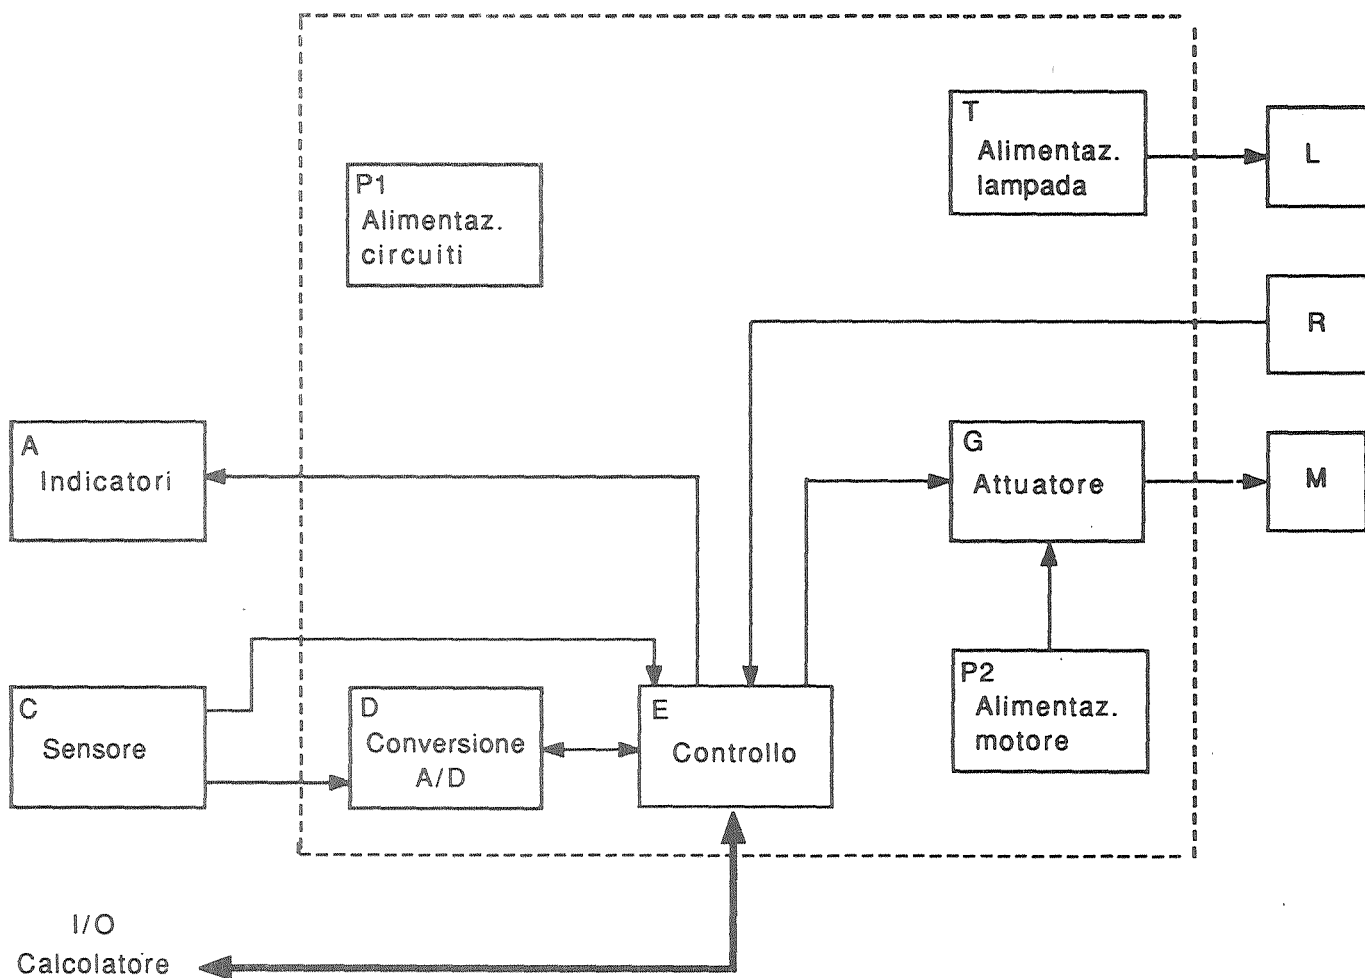 T
Alimentaz.
lampada
L
P1
Alimentaz.
circuiti
R
A
Indicatori
G
Attuatore
M
C
Sensore
D
Conversione
A/D
E
Controllo
P2
Alimentaz.
motore
I/O
Calcolatore